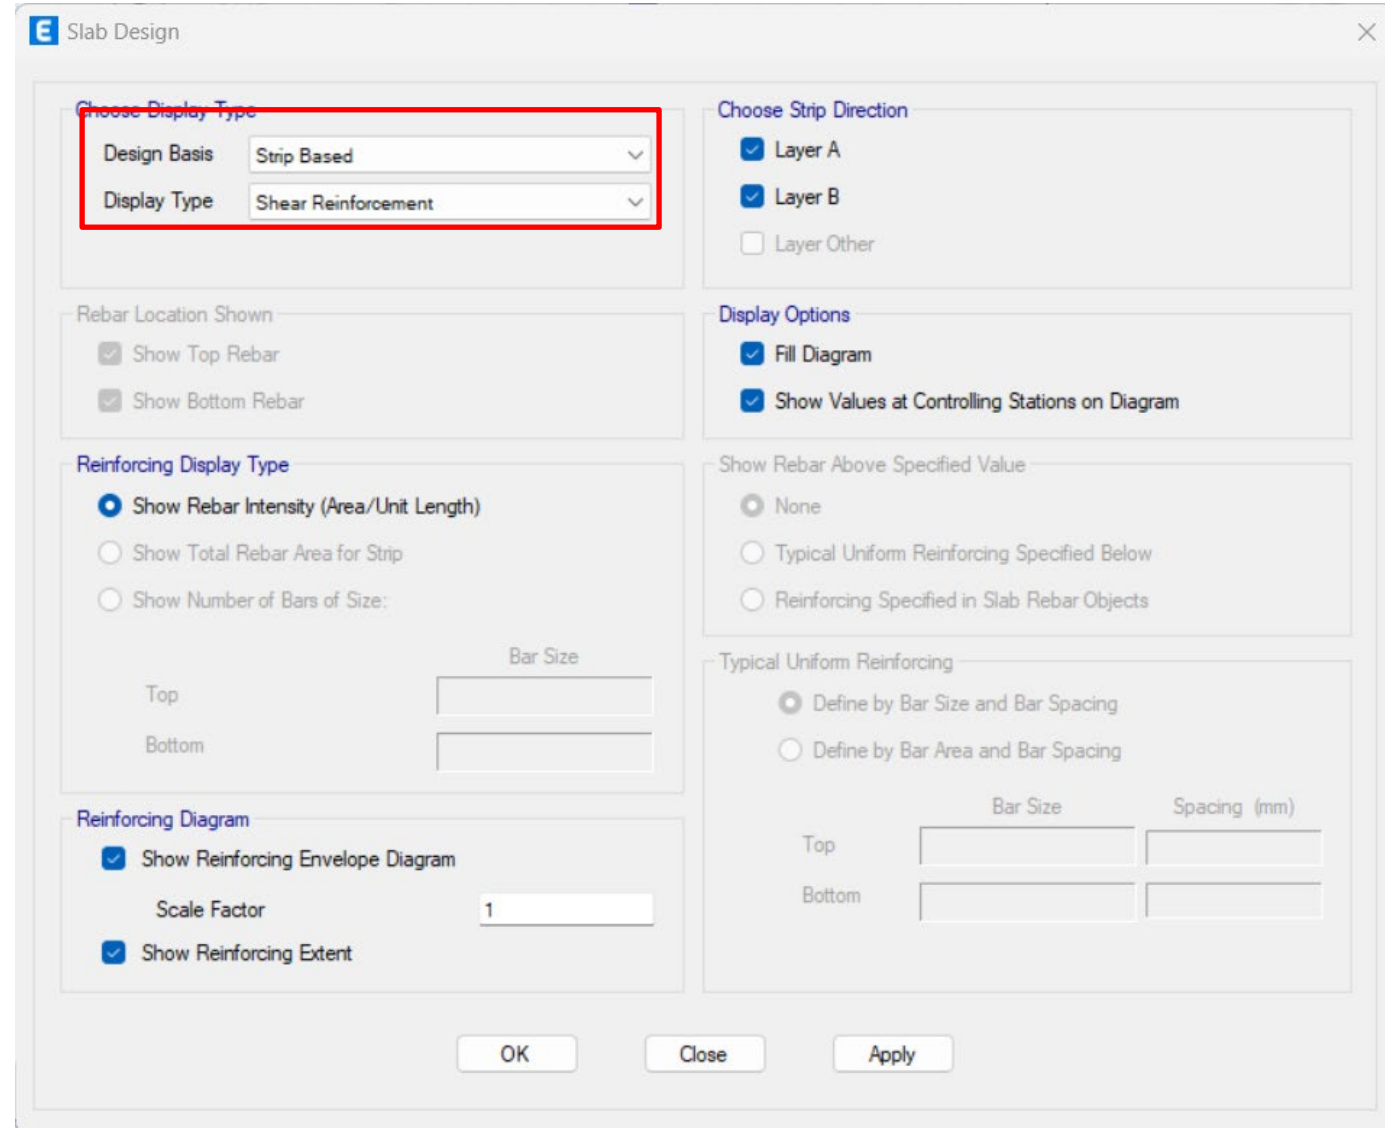 E Slab Design
Choose Display Type
Design Basis Strip Based
Display Type Shear Reinforcement
Rebar Location Shown
Show Top Rebar
Show Bottom Rebar
Reinforcing Display Type
Show Rebar Intensity (Area/Unit Length)
Show Total Rebar Area for Strip
Show Number of Bars of Size:
Bar Size
Top
Bottom
Reinforcing Diagram
Show Reinforcing Envelope Diagram
Scale Factor 1
Show Reinforcing Extent
Choose Strip Direction
Layer A
Layer B
Layer Other
Display Options
Fill Diagram
Show Values at Controlling Stations on Diagram
Show Rebar Above Specified Value
None
Typical Uniform Reinforcing Specified Below
Reinforcing Specified in Slab Rebar Objects
Typical Uniform Reinforcing
Define by Bar Size and Bar Spacing
Define by Bar Area and Bar Spacing
Bar Size Spacing (mm)
Top
Bottom
OK Close Apply